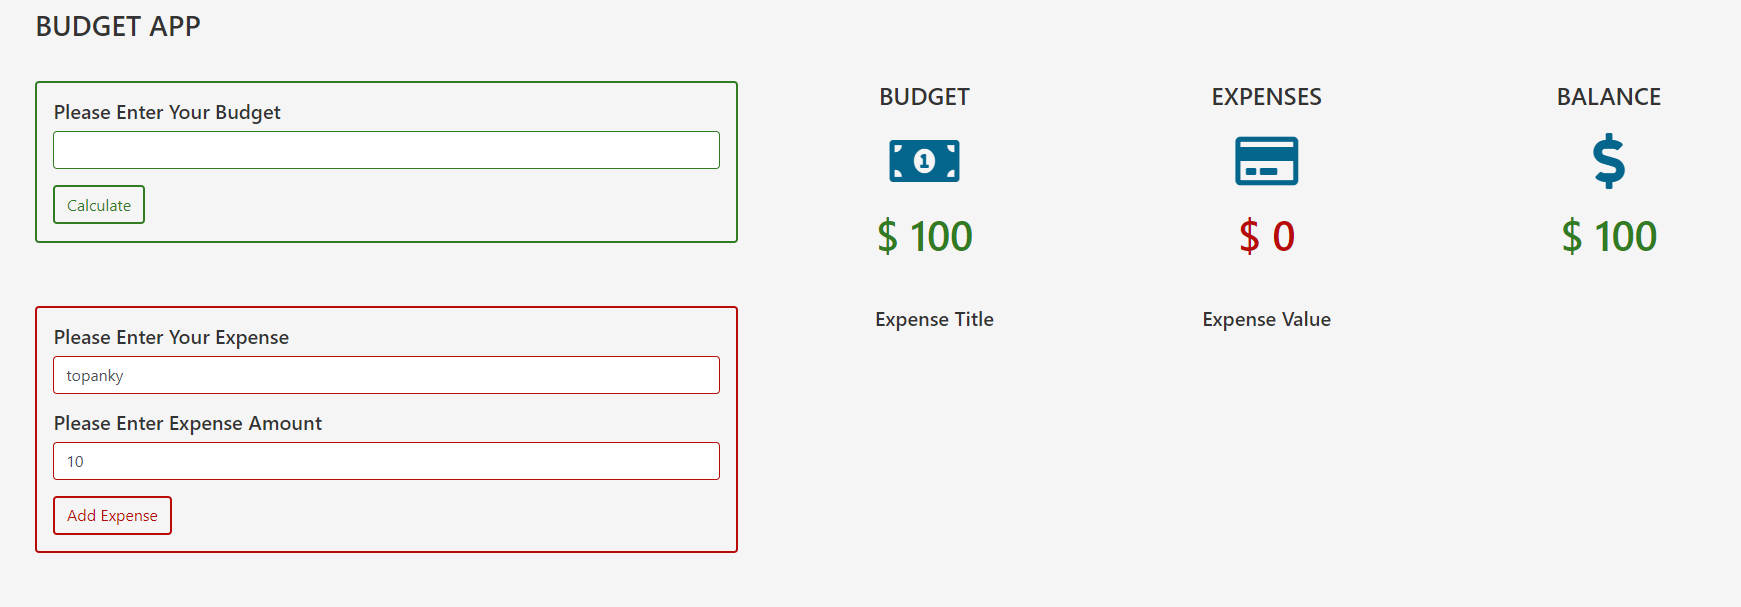 BUDGET APP
Please Enter Your Budget
Calculate
BUDGET
EXPENSES
BALANCE
1
$
$ 100
$ 0
$ 100
Please Enter Your Expense
topanky
Please Enter Expense Amount
10
Add Expense
Expense Title
Expense Value